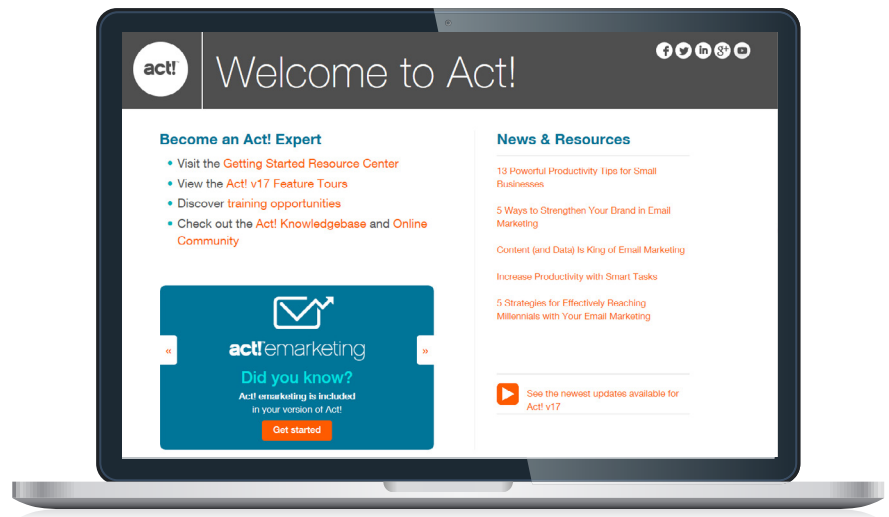 act!
Welcome to Act!
Become an Act! Expert
• Visit the Getting Started Resource Center
• View the Act! v17 Feature Tours
• Discover training opportunities
• Check out the Act! Knowledgebase and Online
Community
«
act! emarketing
»
Did you know?
Act! emarketing is included
in your version of Act!
Get started
News & Resources
13 Powerful Productivity Tips for Small
Businesses
5 Ways to Strengthen Your Brand in Email
Marketing
Content (and Data) Is King of Email Marketing
Increase Productivity with Smart Tasks
5 Strategies for Effectively Reaching
Millennials with Your Email Marketing
See the newest updates available for
Act! v17